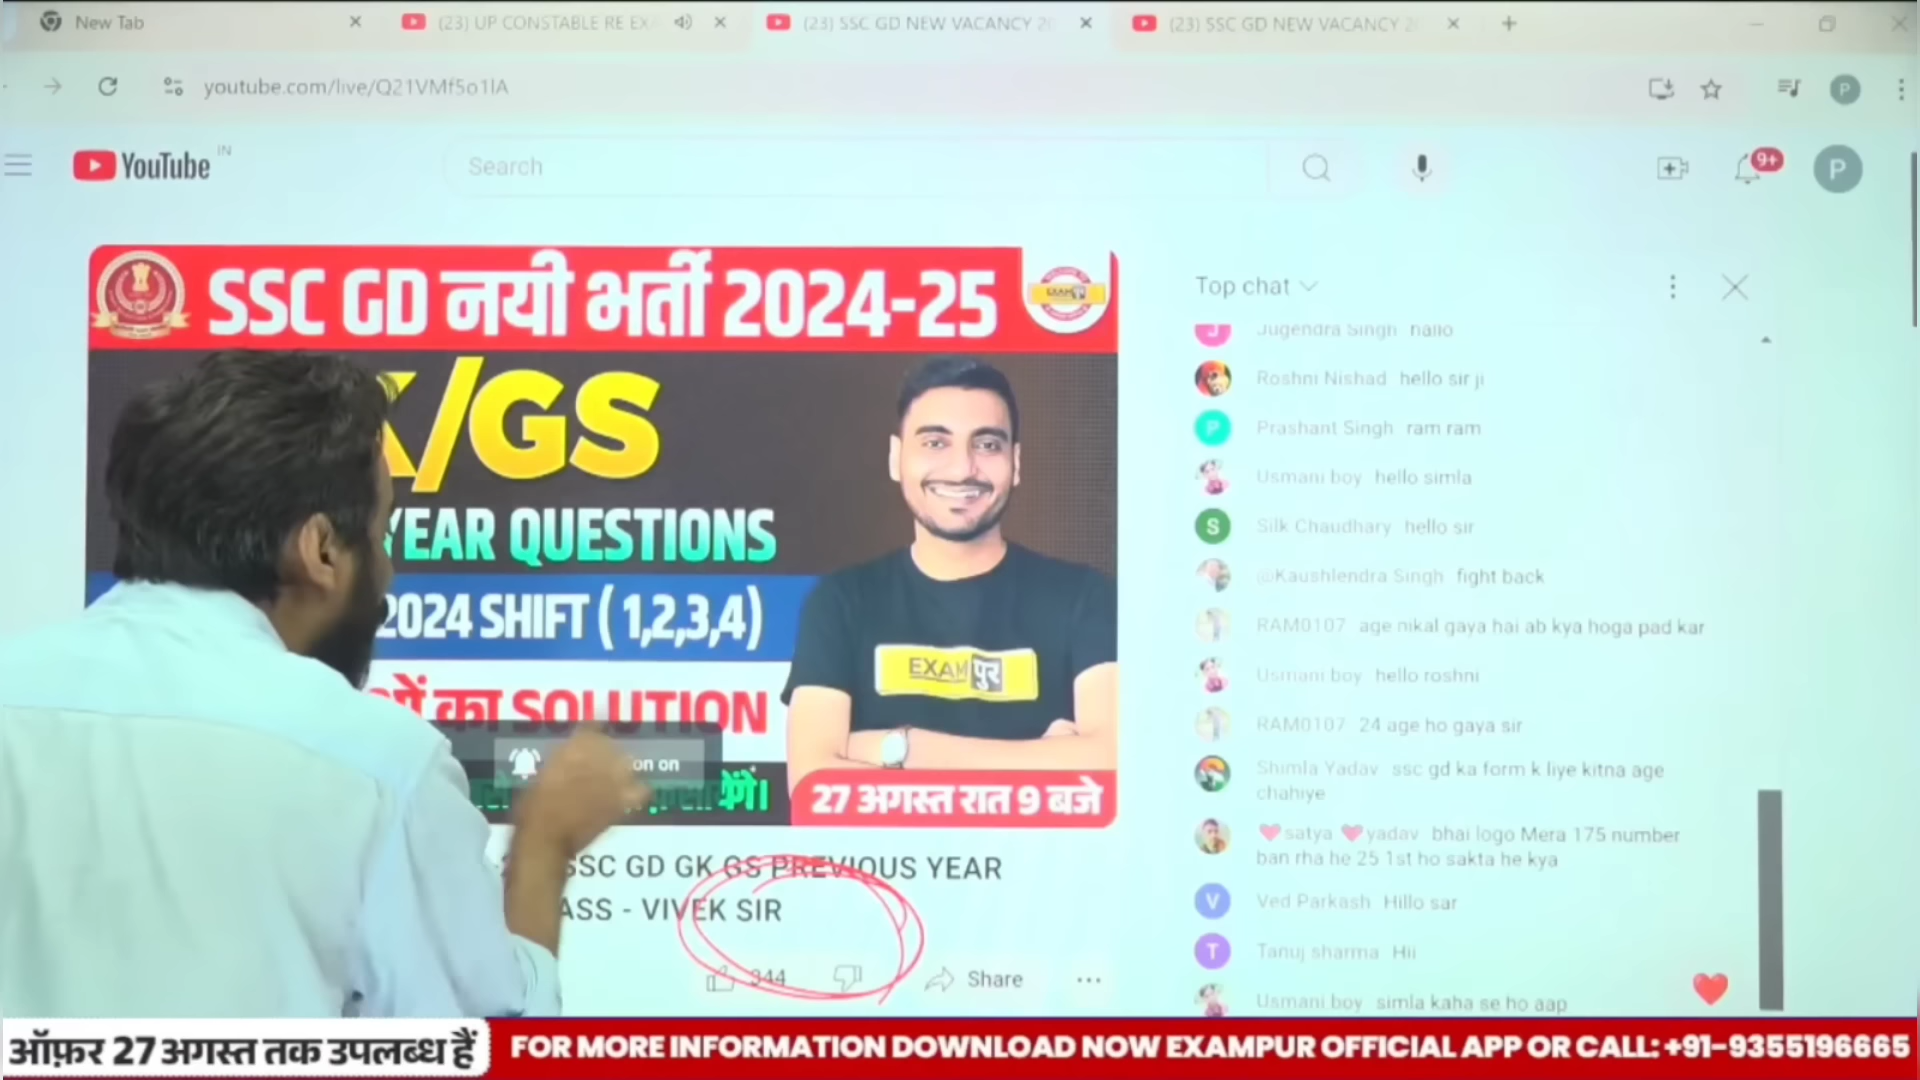 New Tab
(23) UP CONSTABLE RE EX
(23) SSC GD NEW VACANCY 2
(23) SSC GD NEW VACANCY 2
youtube.com/live/Q21VMf5o1lA
YouTube IN
Search
9+
P
P
SSC GD नयी भर्ती 2024-25
EXAMपुर
/GS
YEAR QUESTIONS
2024 SHIFT ( 1,2,3,4)
का SOLUTION
on on
EXAMपुर
27 अगस्त रात 9 बजे
SSC GD GK GS PREVIOUS YEAR
ASS - VIVEK SIR
344
Share
Top chat
Jugendra Singh hallo
Roshni Nishad hello sir ji
P Prashant Singh ram ram
Usmani boy hello simla
S Silk Chaudhary hello sir
@Kaushlendra Singh fight back
RAM0107 age nikal gaya hai ab kya hoga pad kar
Usmani boy hello roshni
RAM0107 24 age ho gaya sir
Shimla Yadav ssc gd ka form k liye kitna age
chahiye
❤satya ❤yadav bhai logo Mera 175 number
ban rha he 25 1st ho sakta he kya
V Ved Parkash Hillo sar
T Tanuj sharma Hii
Usmani boy simla kaha se ho aap
ऑफ़र 27 अगस्त तक उपलब्ध हैं
FOR MORE INFORMATION DOWNLOAD NOW EXAMPUR OFFICIAL APP OR CALL: +91-9355196665